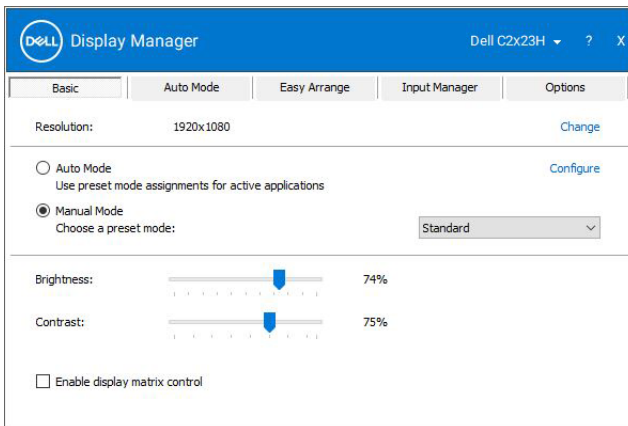 DELL Display Manager Dell C2x23H ? X
Basic Auto Mode Easy Arrange Input Manager Options
Resolution: 1920x1080 Change
Auto Mode Configure
Use preset mode assignments for active applications
Manual Mode
Choose a preset mode: Standard
Brightness: 74%
Contrast: 75%
Enable display matrix control